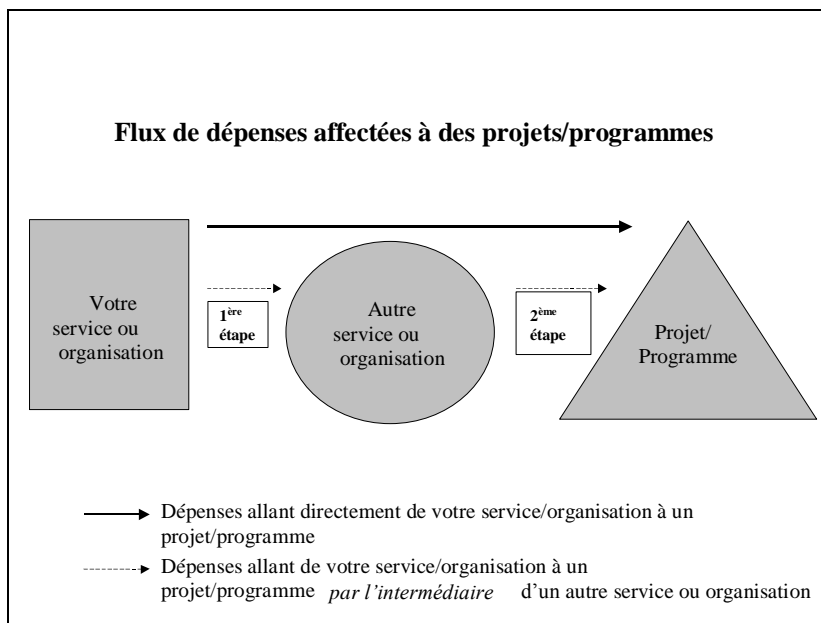 Flux de dépenses affectées à des projets/programmes
Votre
service ou
organisation
1ère
étape
Autre
service ou
organisation
2ème
étape
Projet/
Programme
Dépenses allant directement de votre service/organisation à un
projet/programme
Dépenses allant de votre service/organisation à un
projet/programme par l'intermédiaire d'un autre service ou organisation